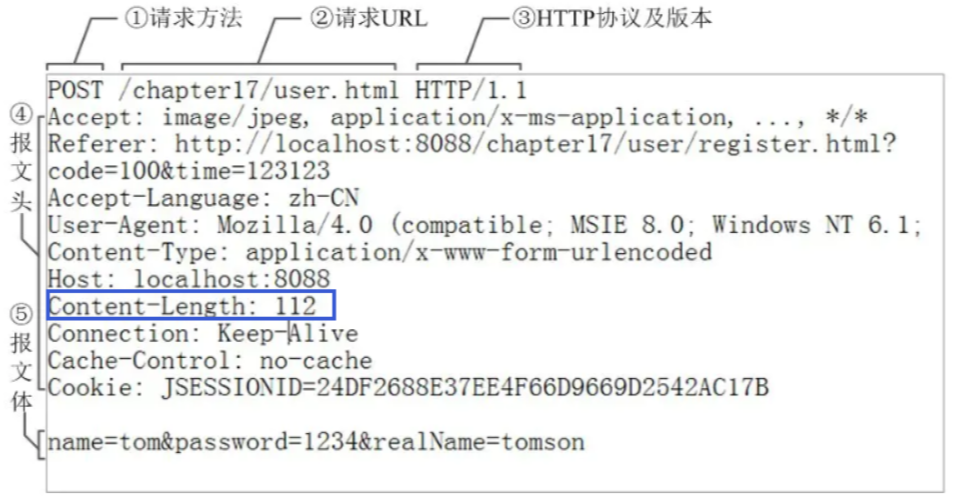 ①请求方法 ②请求URL ③HTTP协议及版本
POST /chapter17/user.html HTTP/1.1
④报文头
Accept: image/jpeg, application/x-ms-application, ..., */*
Referer: http://localhost:8088/chapter17/user/register.html?
code=100&time=123123
Accept-Language: zh-CN
User-Agent: Mozilla/4.0 (compatible; MSIE 8.0; Windows NT 6.1;
Content-Type: application/x-www-form-urlencoded
Host: localhost:8088
Content-Length: 112
Connection: Keep-Alive
Cache-Control: no-cache
Cookie: JSESSIONID=24DF2688E37EE4F66D9669D2542AC17B
⑤报文体
name=tom&password=1234&realName=tomson